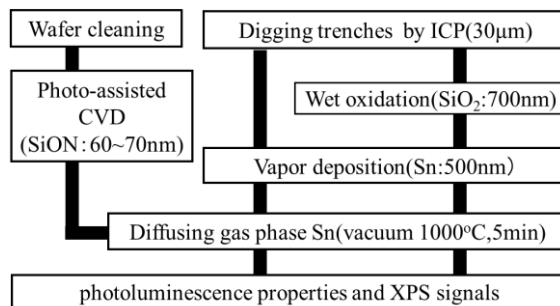 Wafer cleaning
Digging trenches by ICP(30μm)
Photo-assisted
CVD
(SiON:60~70nm)
Wet oxidation(SiO₂:700nm)
Vapor deposition(Sn:500nm)
Diffusing gas phase Sn(vacuum 1000°C,5min)
photoluminescence properties and XPS signals